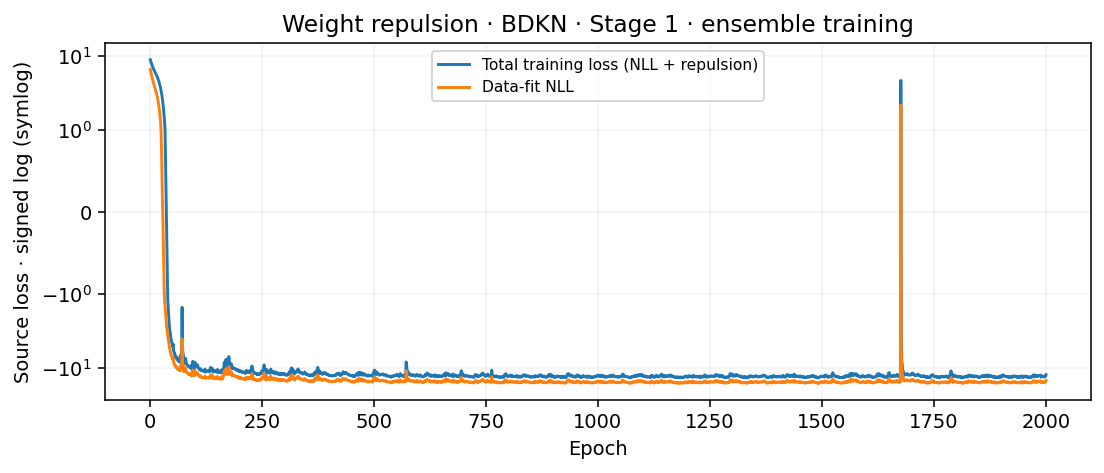 Weight repulsion · BDKN · Stage 1 · ensemble training
Total training loss (NLL + repulsion)
Data-fit NLL
Source loss · signed log (symlog)
10¹
10⁰
0
−10⁰
−10¹
0 250 500 750 1000 1250 1500 1750 2000
Epoch